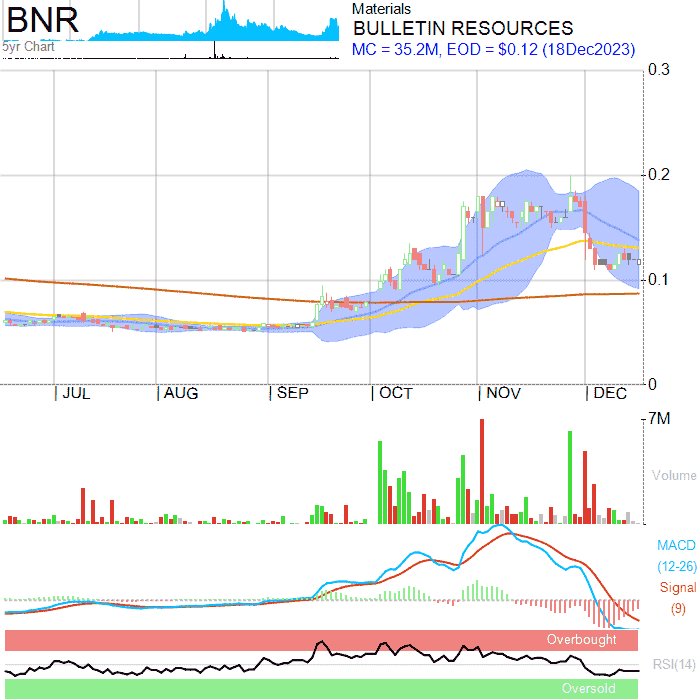 BNR
5yr Chart
Materials
BULLETIN RESOURCES
MC = 35.2M, EOD = $0.12 (18Dec2023)
0.3
0.2
0.1
0
JUL AUG SEP OCT NOV DEC
7M
Volume
MACD
(12-26)
Signal
(9)
Overbought
RSI(14)
Oversold